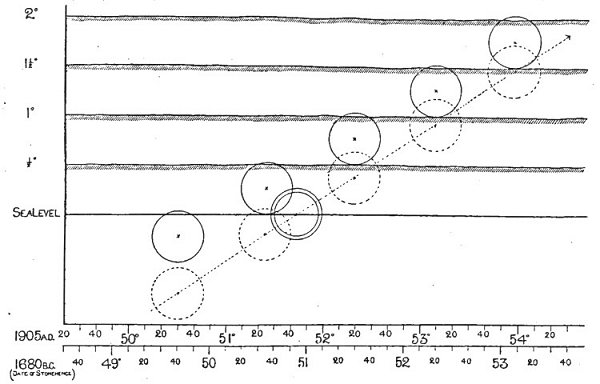 2°
1½°
1°
½°
SEA LEVEL
1905 A.D. 20 40 50° 20 40 51° 20 40 52° 20 40 53° 20 40 54° 20 40
1680 B.C. 40 49° 20 40 50 20 40 51 20 40 52 20 40 53 20 40
(DATE OF STONEHENGE)